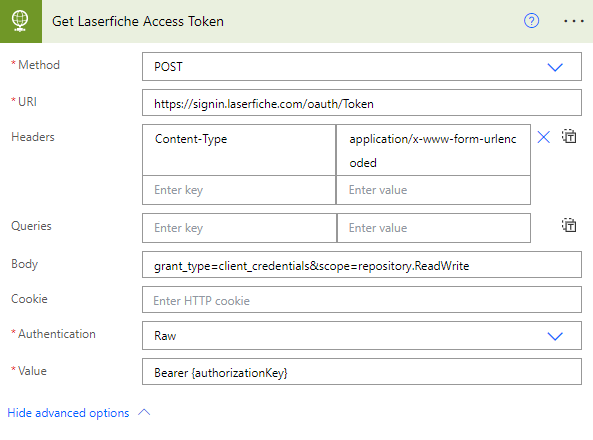 Get Laserfiche Access Token
* Method
POST
* URI
https://signin.laserfiche.com/oauth/Token
Headers
Content-Type
application/x-www-form-urlenc
oded
Enter key
Enter value
Queries
Enter key
Enter value
Body
grant_type=client_credentials&scope=repository.ReadWrite
Cookie
Enter HTTP cookie
* Authentication
Raw
* Value
Bearer {authorizationKey}
Hide advanced options